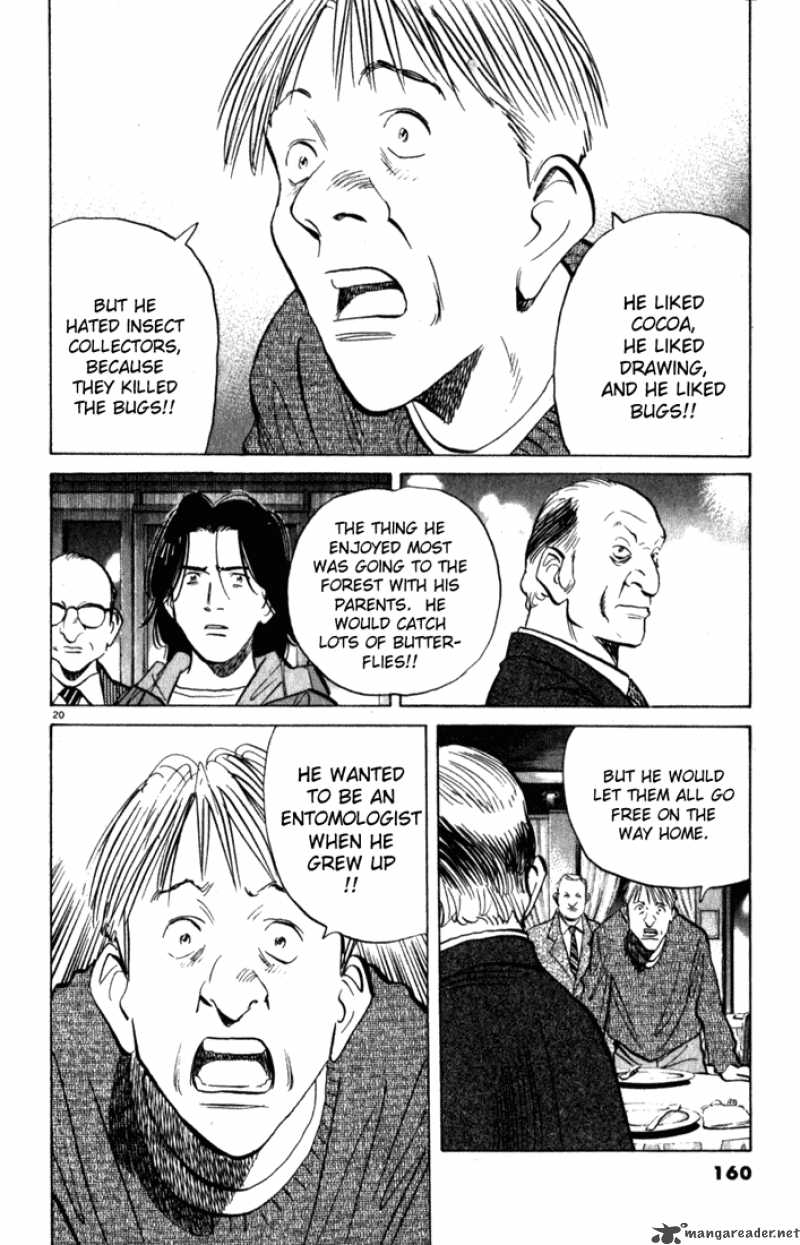 HE LIKED
COCOA,
HE LIKED
DRAWING,
AND HE LIKED
BUGS!!
BUT HE
HATED INSECT
COLLECTORS,
BECAUSE
THEY KILLED
THE BUGS!!
THE THING HE
ENJOYED MOST
WAS GOING TO THE
FOREST WITH HIS
PARENTS. HE
WOULD CATCH
LOTS OF BUTTER-
FLIES!!
20
BUT HE WOULD
LET THEM ALL GO
FREE ON THE
WAY HOME.
HE WANTED
TO BE AN
ENTOMOLOGIST
WHEN HE
GREW UP
!!
160
mangareader.net